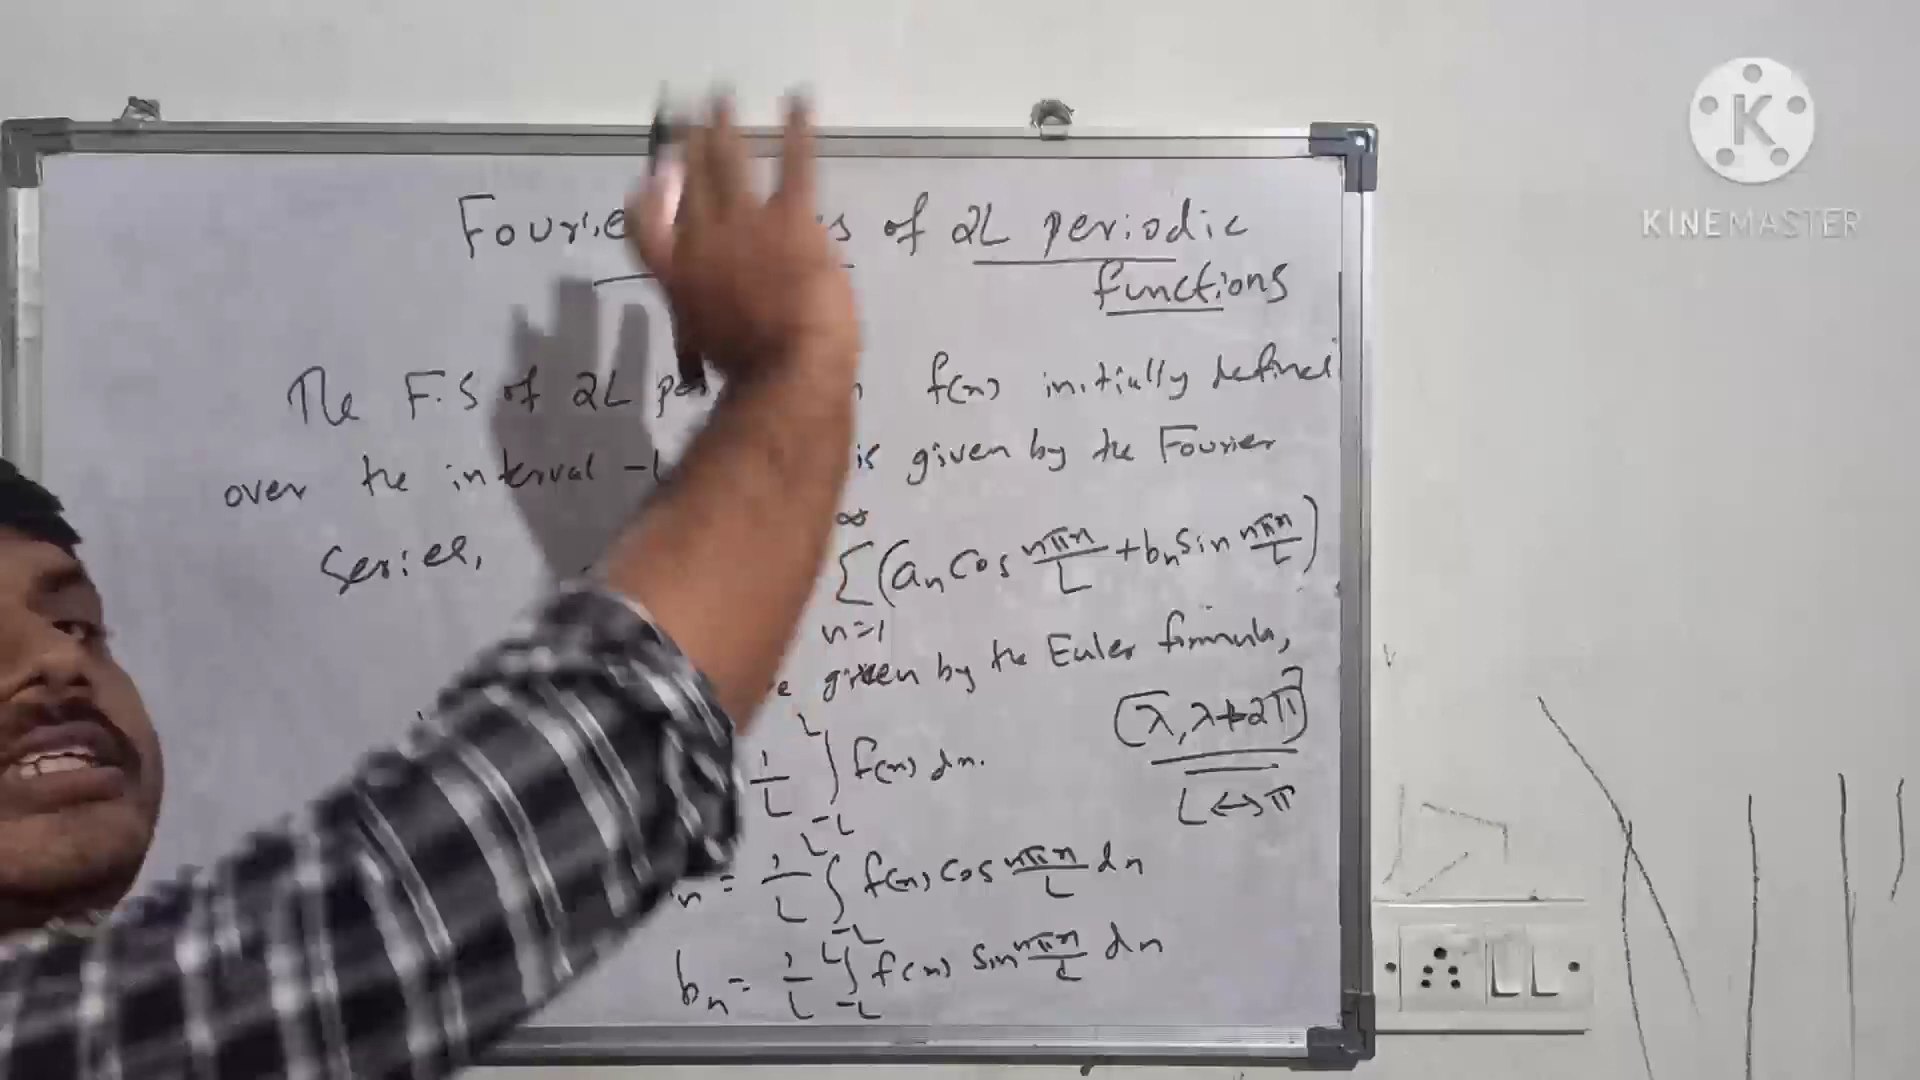 of 2L periodic
functions
The F.S of 2L f(x) initially defined
over the interval -L is given by the Fourier
series,
∞
∑(aₙ cos nπx/L + bₙ sin nπx/L)
n=1
given by the Euler formula,
(λ, λ+2π)
1/L ∫_{-L}^{L} f(x) dx.
L ↔ π
n = 1/L ∫_{-L}^{L} f(x) cos nπx/L dx
bₙ = 1/L ∫_{-L}^{L} f(x) sin nπx/L dx
K
KINEMASTER